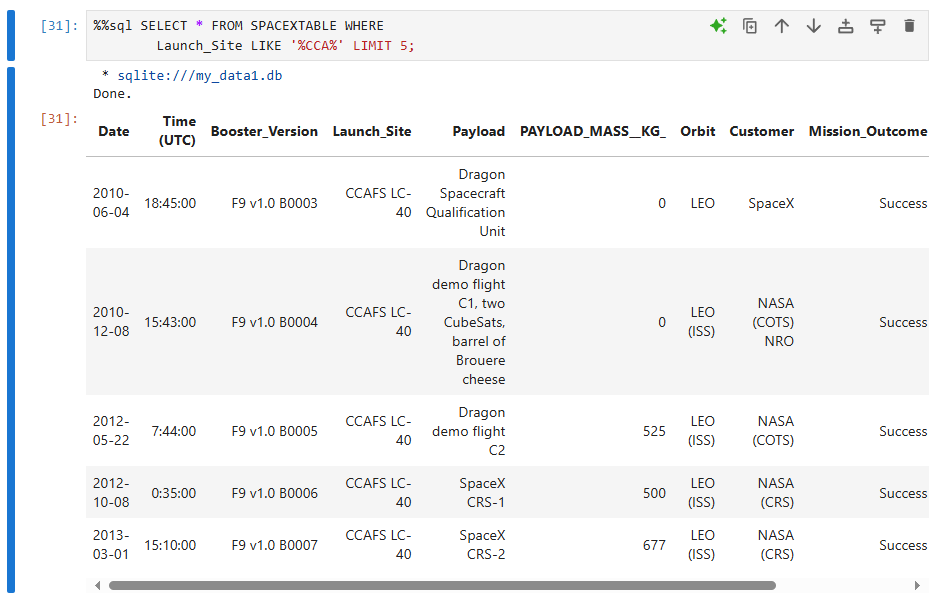 [31]: %%sql SELECT * FROM SPACEXTABLE WHERE
Launch_Site LIKE '%CCA%' LIMIT 5;
* sqlite:///my_data1.db
Done.
[31]:
Date Time (UTC) Booster_Version Launch_Site Payload PAYLOAD_MASS__KG_ Orbit Customer Mission_Outcome
2010-06-04 18:45:00 F9 v1.0 B0003 CCAFS LC-40 Dragon Spacecraft Qualification Unit 0 LEO SpaceX Success
2010-12-08 15:43:00 F9 v1.0 B0004 CCAFS LC-40 Dragon demo flight C1, two CubeSats, barrel of Brouere cheese 0 LEO (ISS) NASA (COTS) NRO Success
2012-05-22 7:44:00 F9 v1.0 B0005 CCAFS LC-40 Dragon demo flight C2 525 LEO (ISS) NASA (COTS) Success
2012-10-08 0:35:00 F9 v1.0 B0006 CCAFS LC-40 SpaceX CRS-1 500 LEO (ISS) NASA (CRS) Success
2013-03-01 15:10:00 F9 v1.0 B0007 CCAFS LC-40 SpaceX CRS-2 677 LEO (ISS) NASA (CRS) Success